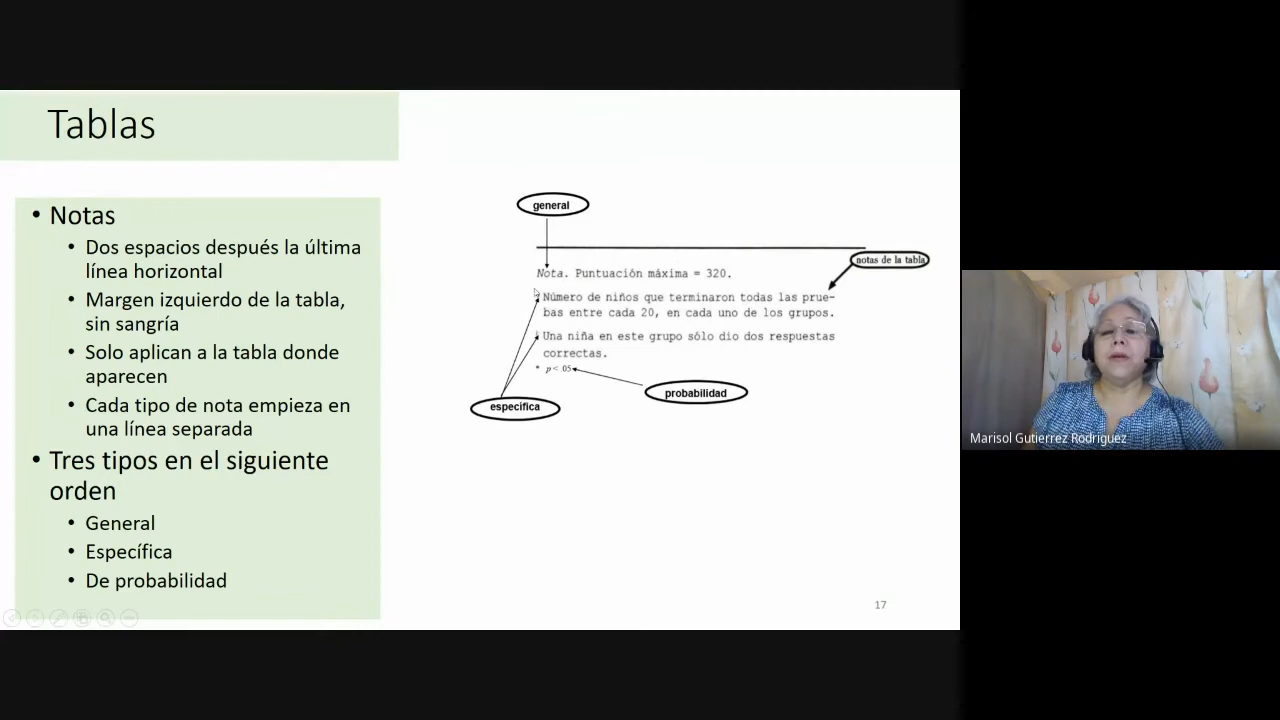 Tablas
• Notas
• Dos espacios después la última
línea horizontal
• Margen izquierdo de la tabla,
sin sangría
• Solo aplican a la tabla donde
aparecen
• Cada tipo de nota empieza en
una línea separada
• Tres tipos en el siguiente
orden
• General
• Específica
• De probabilidad
general
notas de la tabla
Nota. Puntuación máxima = 320.
Número de niños que terminaron todas las prue-
bas entre cada 20, en cada uno de los grupos.
Una niña en este grupo sólo dio dos respuestas
correctas.
* p < .05
probabilidad
específica
17
Marisol Gutierrez Rodriguez